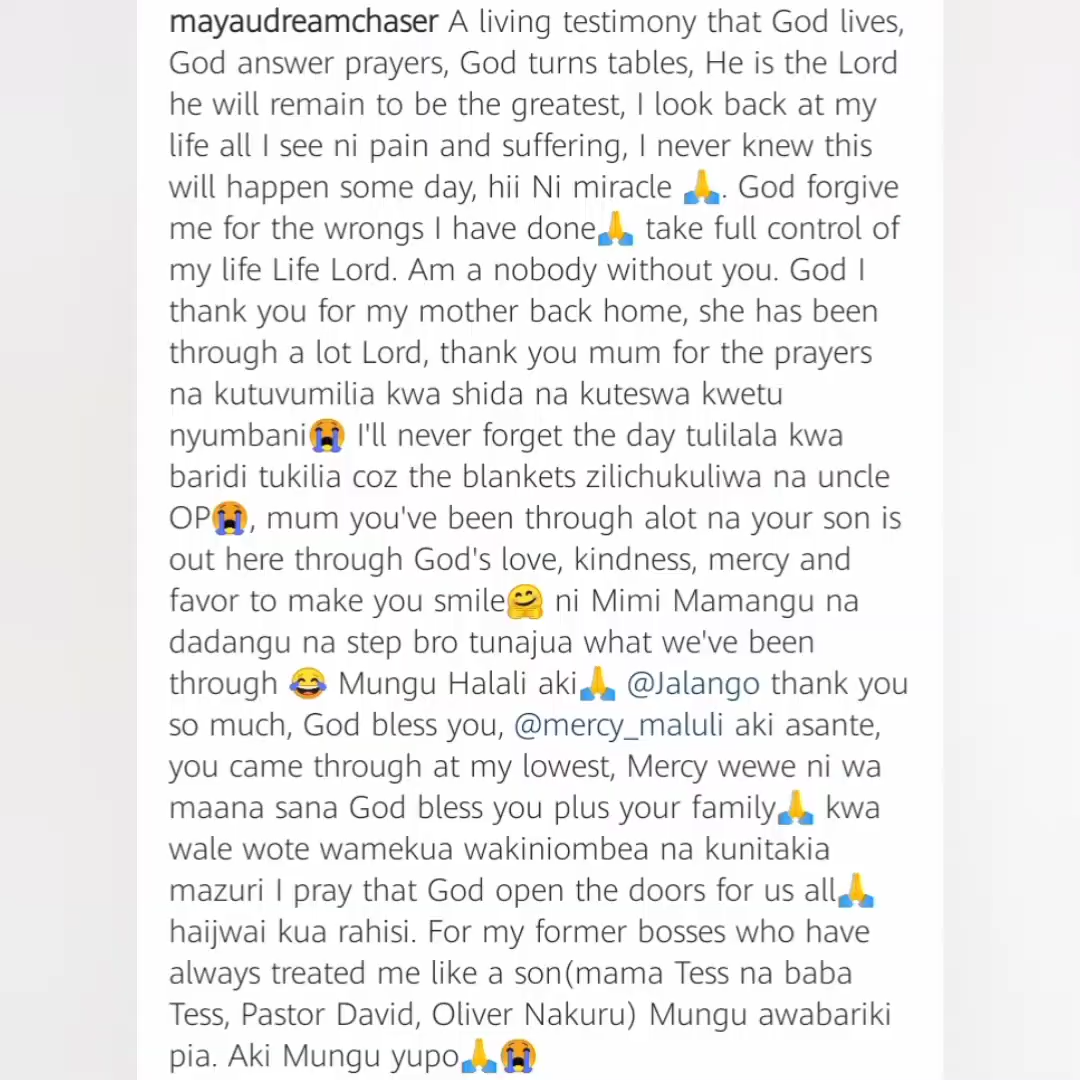 mayaudreamchaser A living testimony that God lives,
God answer prayers, God turns tables, He is the Lord
he will remain to be the greatest, I look back at my
life all I see ni pain and suffering, I never knew this
will happen some day, hii Ni miracle 🙏. God forgive
me for the wrongs I have done🙏 take full control of
my life Life Lord. Am a nobody without you. God I
thank you for my mother back home, she has been
through a lot Lord, thank you mum for the prayers
na kutuvumilia kwa shida na kuteswa kwetu
nyumbani😭 I'll never forget the day tulilala kwa
baridi tukilia coz the blankets zilichukuliwa na uncle
OP😭, mum you've been through alot na your son is
out here through God's love, kindness, mercy and
favor to make you smile🤗 ni Mimi Mamangu na
dadangu na step bro tunajua what we've been
through 😂 Mungu Halali aki🙏 @Jalango thank you
so much, God bless you, @mercy_maluli aki asante,
you came through at my lowest, Mercy wewe ni wa
maana sana God bless you plus your family🙏 kwa
wale wote wamekua wakiniombea na kunitakia
mazuri I pray that God open the doors for us all🙏
haijwai kua rahisi. For my former bosses who have
always treated me like a son(mama Tess na baba
Tess, Pastor David, Oliver Nakuru) Mungu awabariki
pia. Aki Mungu yupo🙏😭